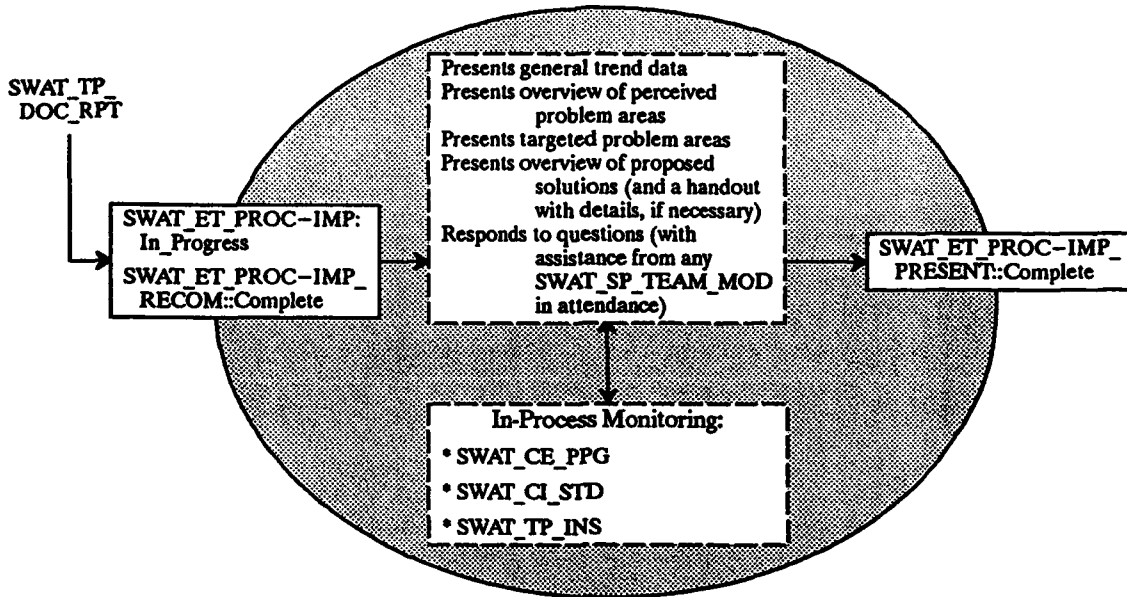 SWAT_TP_
DOC_RPT
SWAT_ET_PROC-IMP:
In_Progress
SWAT_ET_PROC-IMP_
RECOM::Complete
Presents general trend data
Presents overview of perceived
problem areas
Presents targeted problem areas
Presents overview of proposed
solutions (and a handout
with details, if necessary)
Responds to questions (with
assistance from any
SWAT_SP_TEAM_MOD
in attendance)
SWAT_ET_PROC-IMP_
PRESENT::Complete
In-Process Monitoring:
* SWAT_CE_PPG
* SWAT_CI_STD
* SWAT_TP_INS